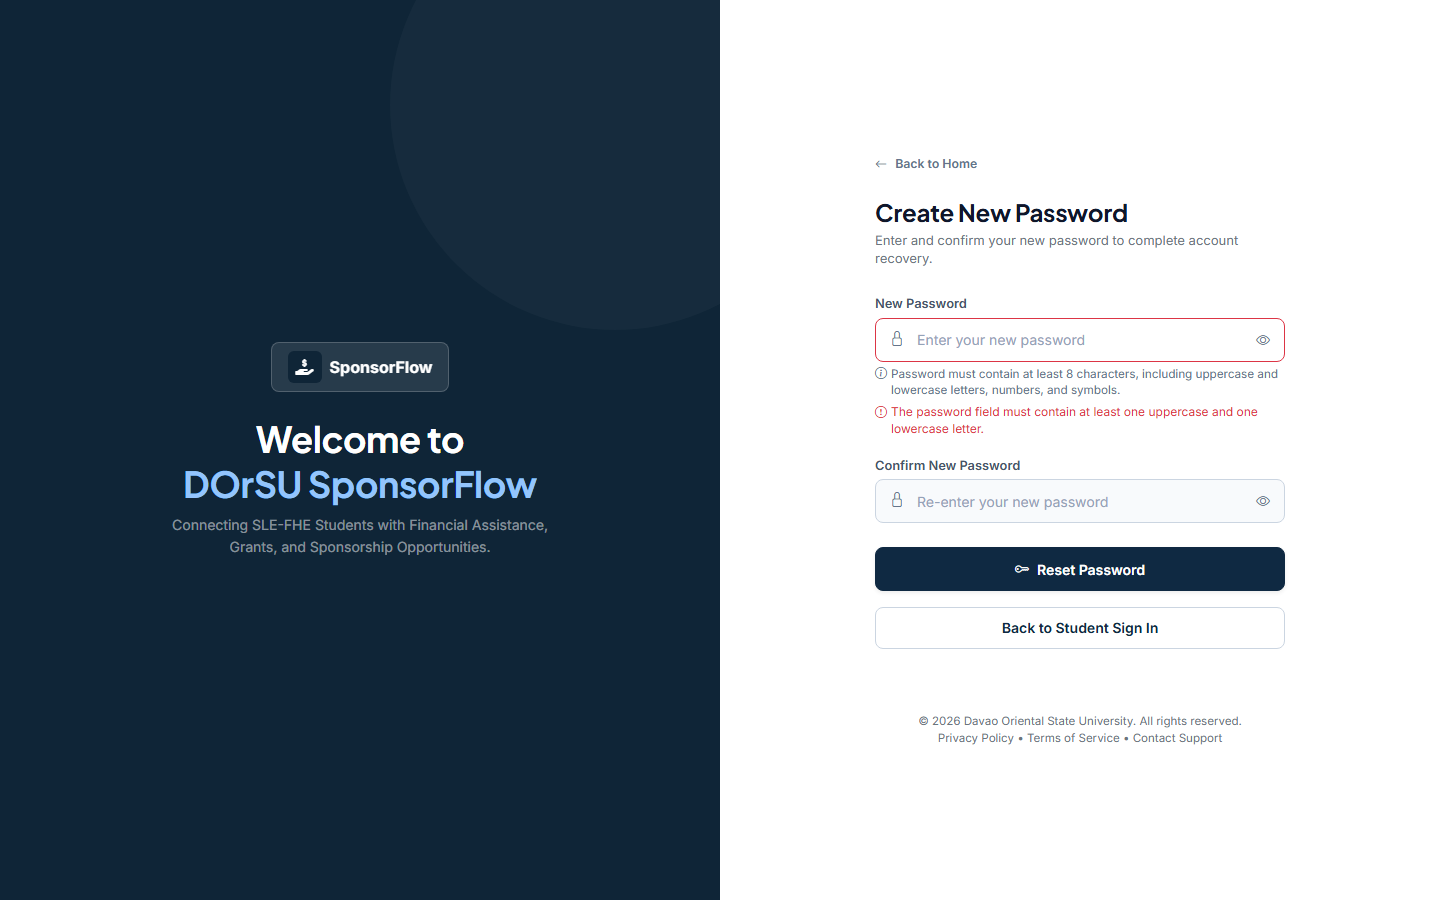 SponsorFlow
Welcome to
DOrSU SponsorFlow
Connecting SLE-FHE Students with Financial Assistance,
Grants, and Sponsorship Opportunities.
Back to Home
Create New Password
Enter and confirm your new password to complete account
recovery.
New Password
Enter your new password
Password must contain at least 8 characters, including uppercase and
lowercase letters, numbers, and symbols.
The password field must contain at least one uppercase and one
lowercase letter.
Confirm New Password
Re-enter your new password
Reset Password
Back to Student Sign In
© 2026 Davao Oriental State University. All rights reserved.
Privacy Policy • Terms of Service • Contact Support